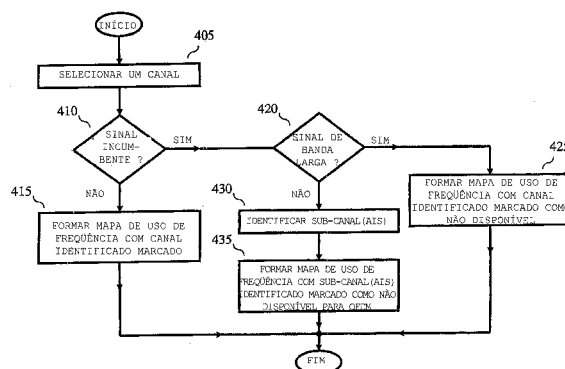 INÍCIO
405
SELECIONAR UM CANAL
410
SINAL
INCUM-
BENTE ?
SIM
420
SINAL DE
BANDA
LARGA ?
SIM
425
FORMAR MAPA DE USO DE
FREQÜÊNCIA COM CANAL
IDENTIFICADO MARCADO COMO
NÃO DISPONÍVEL
NÃO
415
FORMAR MAPA DE USO DE
FREQÜÊNCIA COM CANAL
IDENTIFICADO MARCADO
NÃO
430
IDENTIFICAR SUB-CANAL(AIS)
435
FORMAR MAPA DE USO DE
FREQÜÊNCIA COM SUB-CANAL(AIS)
IDENTIFICADO MARCADO COMO NÃO
DISPONÍVEL PARA
FIM